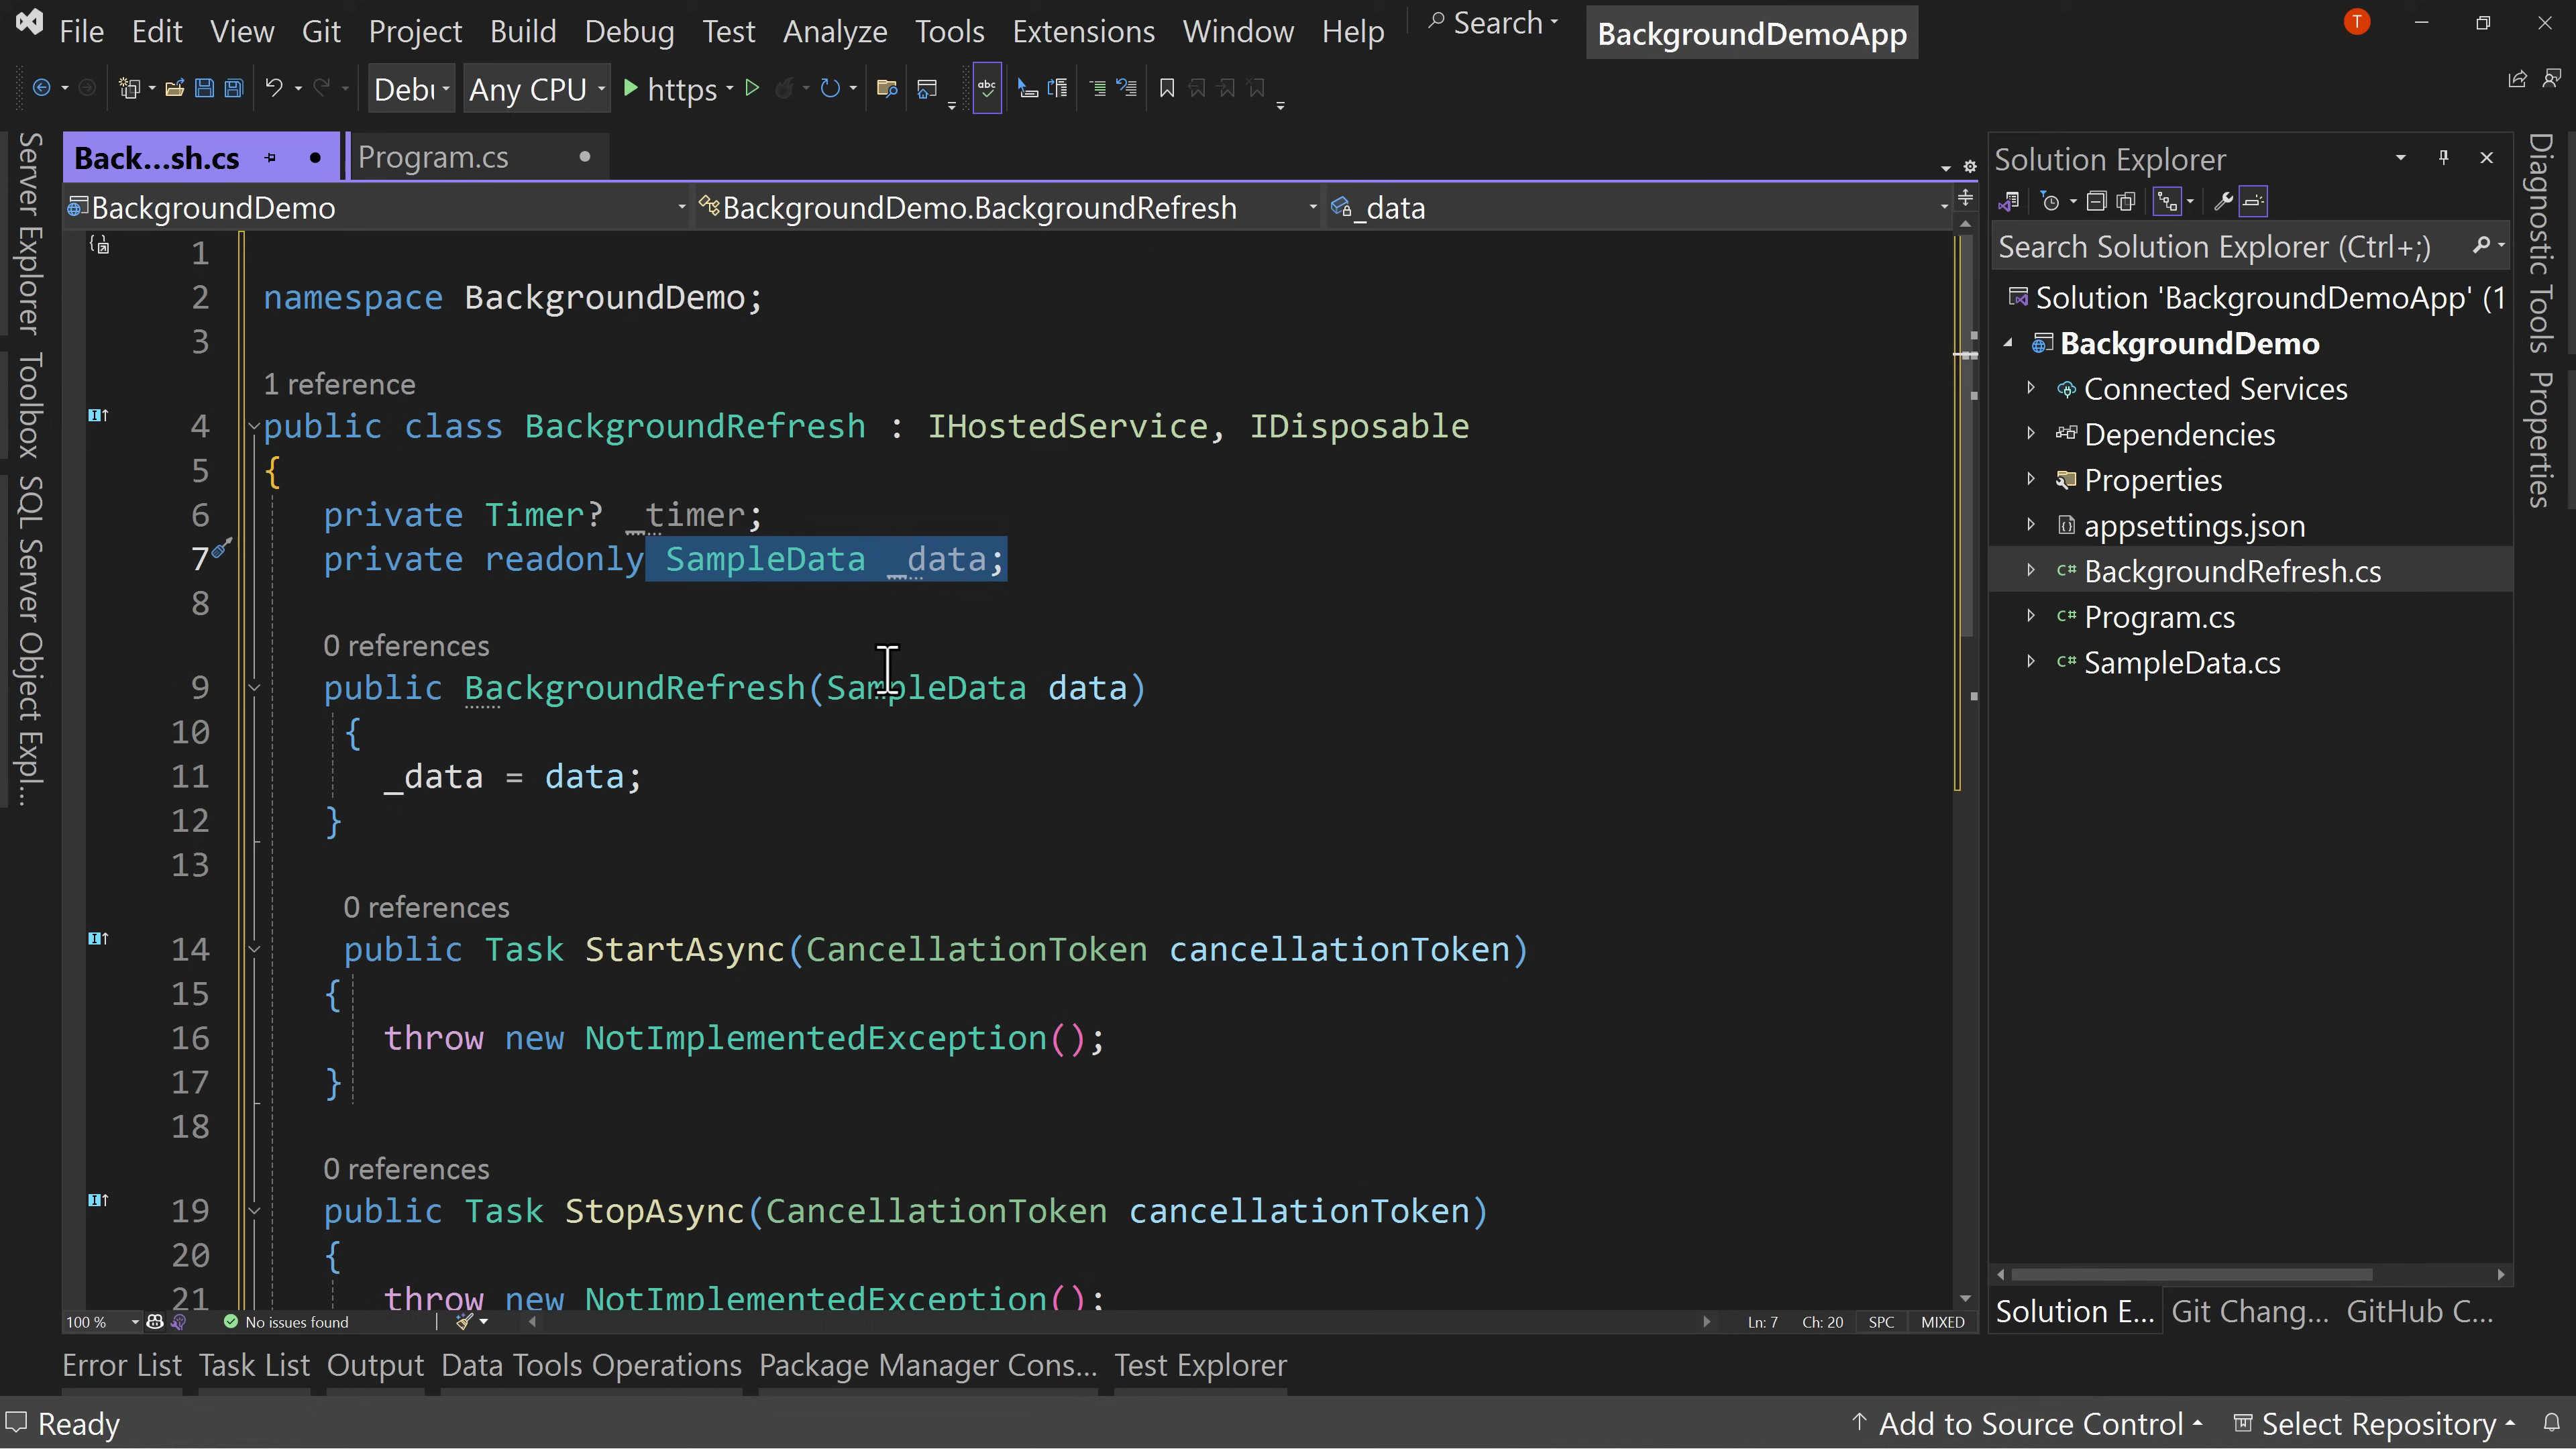 File Edit View Git Project Build Debug Test Analyze Tools Extensions Window Help Search BackgroundDemoApp T
Debu Any CPU https abc
Server Explorer
Toolbox
SQL Server Object Expl...
Back...sh.cs Program.cs
BackgroundDemo BackgroundDemo.BackgroundRefresh _data
1
2 namespace BackgroundDemo;
3
1 reference
4 public class BackgroundRefresh : IHostedService, IDisposable
5 {
6 private Timer? _timer;
7 private readonly SampleData _data;
8
0 references
9 public BackgroundRefresh(SampleData data)
10 {
11 _data = data;
12 }
13
0 references
14 public Task StartAsync(CancellationToken cancellationToken)
15 {
16 throw new NotImplementedException();
17 }
18
0 references
19 public Task StopAsync(CancellationToken cancellationToken)
20 {
21 throw new NotImplementedException();
100 % No issues found Ln: 7 Ch: 20 SPC MIXED
Solution Explorer
Search Solution Explorer (Ctrl+;)
Solution 'BackgroundDemoApp' (1
BackgroundDemo
Connected Services
Dependencies
Properties
appsettings.json
C# BackgroundRefresh.cs
C# Program.cs
C# SampleData.cs
Solution E... Git Chang... GitHub C...
Diagnostic Tools
Properties
Error List Task List Output Data Tools Operations Package Manager Cons... Test Explorer
Ready Add to Source Control Select Repository